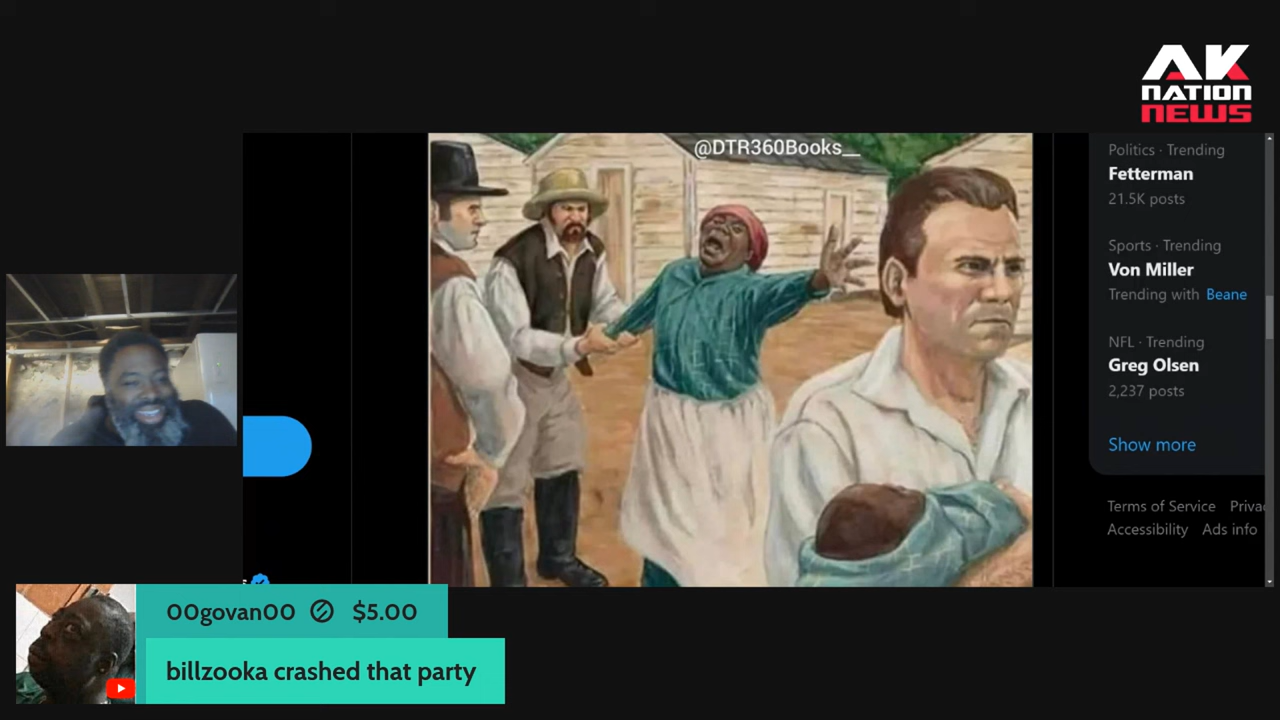 AK
NATION
NEWS
@DTR360Books__
Politics · Trending
Fetterman
21.5K posts
Sports · Trending
Von Miller
Trending with Beane
NFL · Trending
Greg Olsen
2,237 posts
Show more
Terms of Service Priva
Accessibility Ads info
00govan00 $5.00
billzooka crashed that party